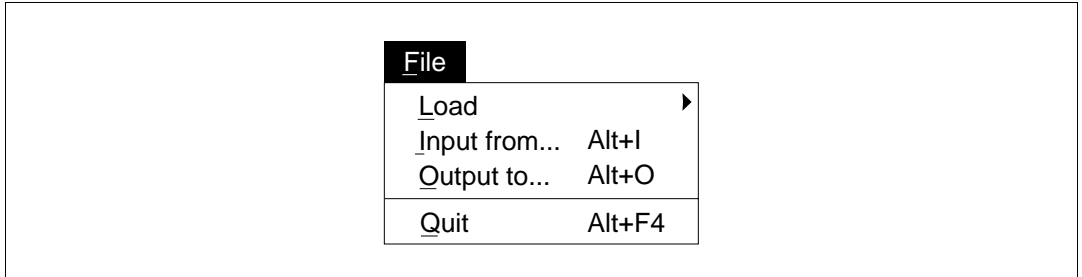 File
Load
Input from... Alt+I
Output to... Alt+O
Quit Alt+F4